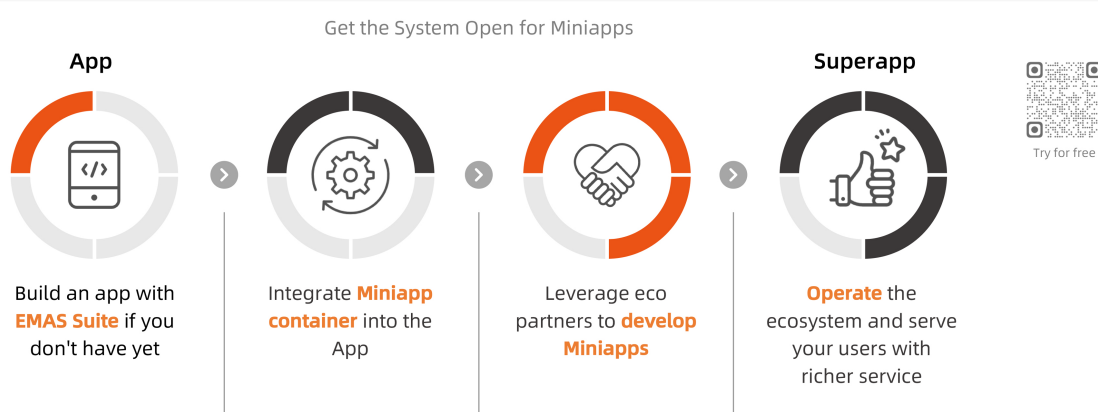 Get the System Open for Miniapps
App
Superapp
Try for free
</>
Build an app with
EMAS Suite if you
don't have yet
Integrate Miniapp
container into the
App
Leverage eco
partners to develop
Miniapps
Operate the
ecosystem and serve
your users with
richer service